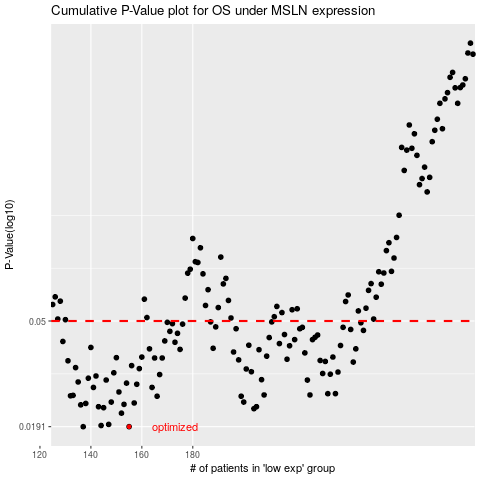 Cumulative P-Value plot for OS under MSLN expression
P-Value(log10)
0.05
0.0191
optimized
120 140 160 180
# of patients in 'low exp' group